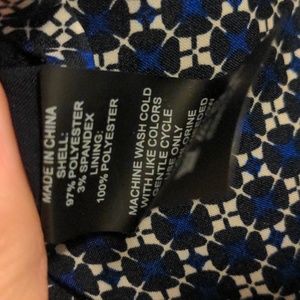 MADE IN CHINA
SHELL:
97% POLYESTER
3% SPANDEX
LINING:
100% POLYESTER
MACHINE WASH COLD
WITH LIKE COLORS
GENTLE CYCLE
ONLY